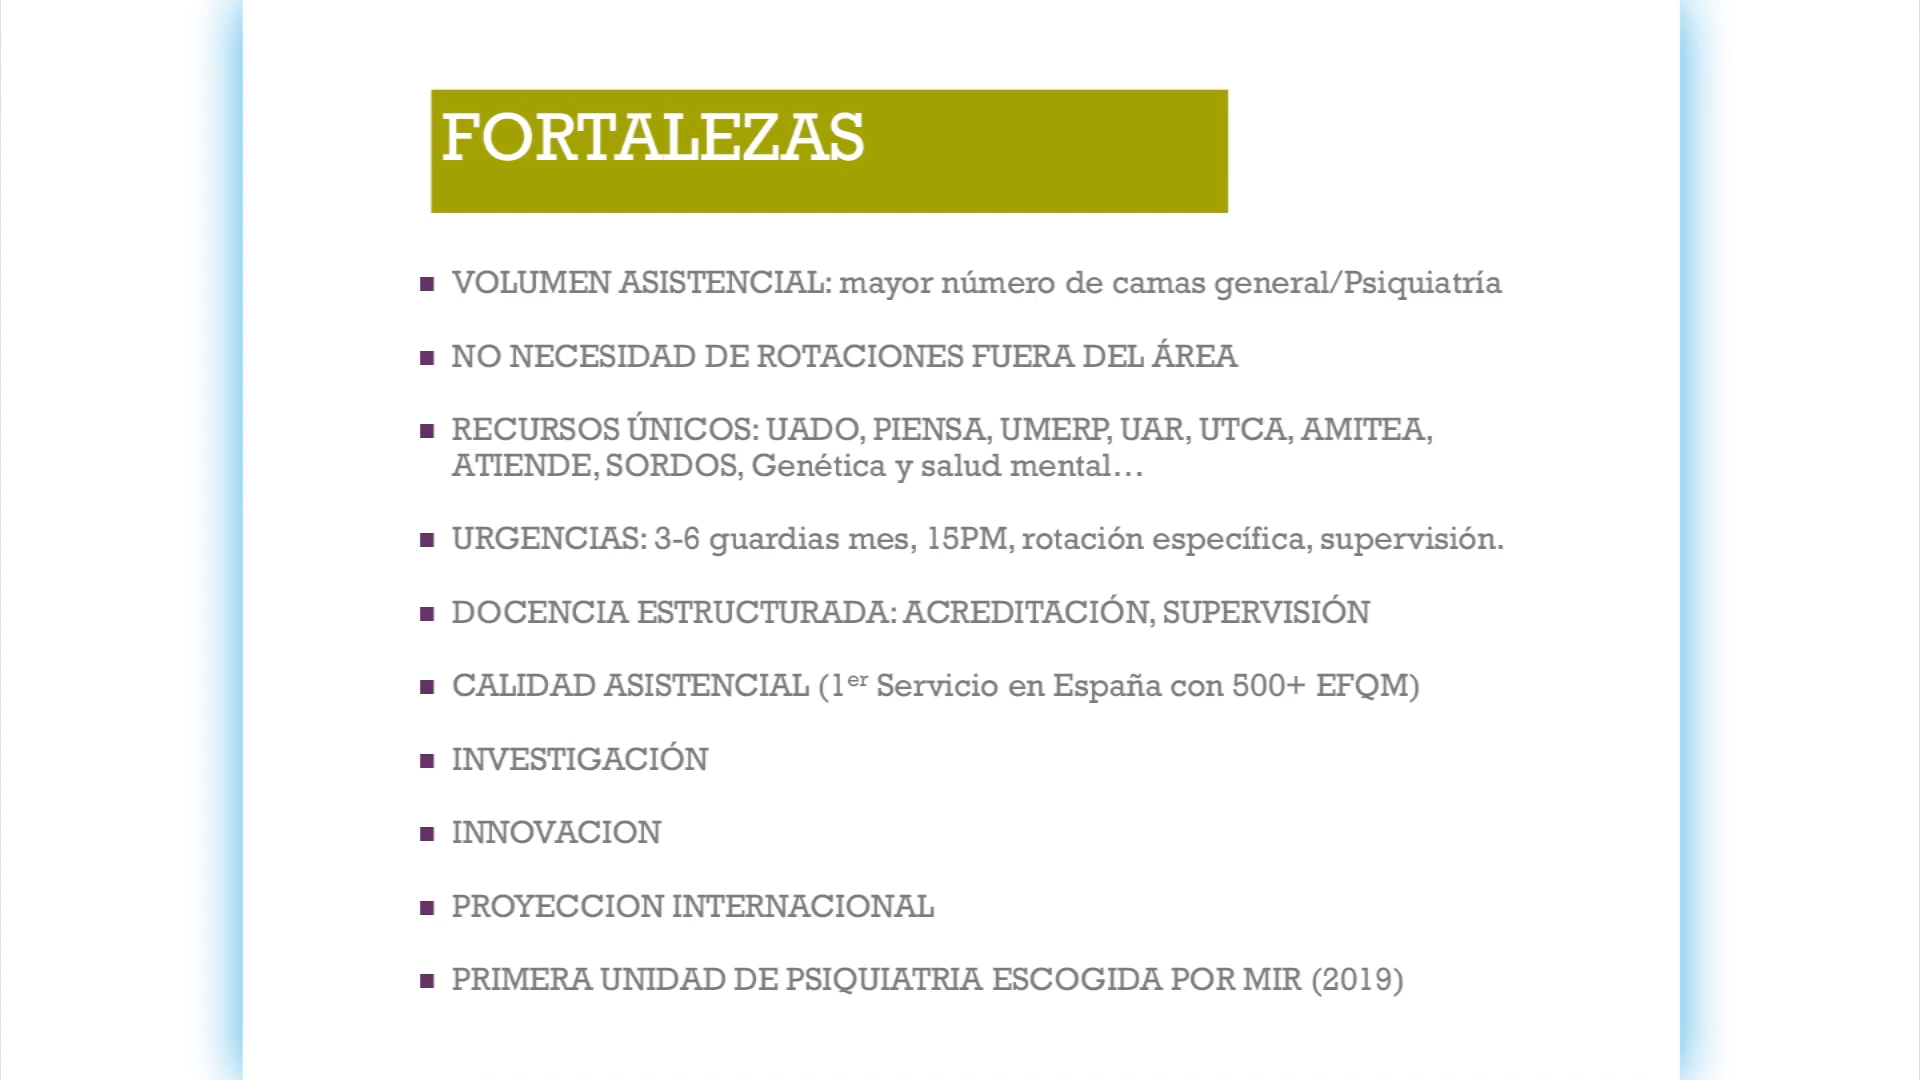 FORTALEZAS
VOLUMEN ASISTENCIAL: mayor número de camas general/Psiquiatría
NO NECESIDAD DE ROTACIONES FUERA DEL ÁREA
RECURSOS ÚNICOS: UADO, PIENSA, UMERP, UAR, UTCA, AMITEA,
ATIENDE, SORDOS, Genética y salud mental…
URGENCIAS: 3-6 guardias mes, 15PM, rotación específica, supervisión.
DOCENCIA ESTRUCTURADA: ACREDITACIÓN, SUPERVISIÓN
CALIDAD ASISTENCIAL (1er Servicio en España con 500+ EFQM)
INVESTIGACIÓN
INNOVACION
PROYECCION INTERNACIONAL
PRIMERA UNIDAD DE PSIQUIATRIA ESCOGIDA POR MIR (2019)